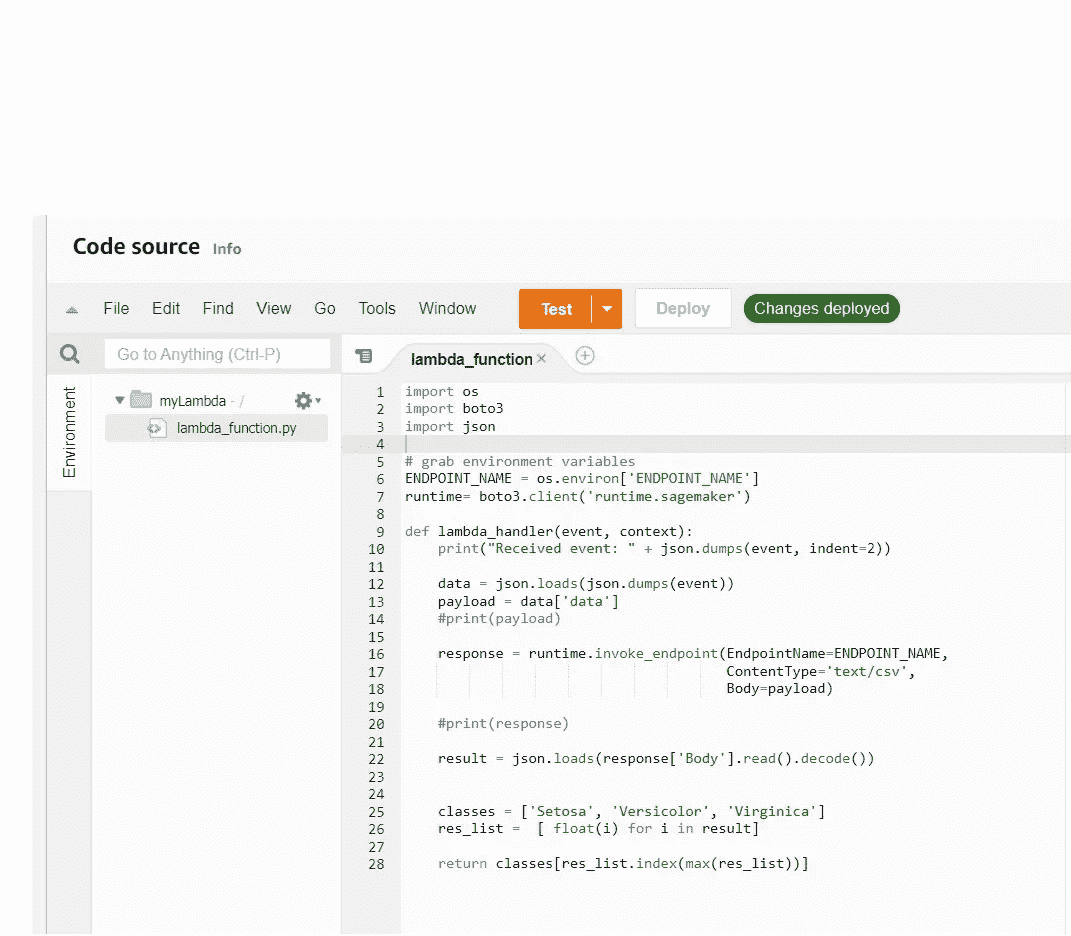 Code source Info
File Edit Find View Go Tools Window Test Deploy Changes deployed
Go to Anything (Ctrl-P)
lambda_function
Environment
myLambda - /
lambda_function.py
1 import os
2 import boto3
3 import json
4
5 # grab environment variables
6 ENDPOINT_NAME = os.environ['ENDPOINT_NAME']
7 runtime= boto3.client('runtime.sagemaker')
8
9 def lambda_handler(event, context):
10     print("Received event: " + json.dumps(event, indent=2))
11
12     data = json.loads(json.dumps(event))
13     payload = data['data']
14     #print(payload)
15
16     response = runtime.invoke_endpoint(EndpointName=ENDPOINT_NAME,
17                                        ContentType='text/csv',
18                                        Body=payload)
19
20     #print(response)
21
22     result = json.loads(response['Body'].read().decode())
23
24
25     classes = ['Setosa', 'Versicolor', 'Virginica']
26     res_list =  [ float(i) for i in result]
27
28     return classes[res_list.index(max(res_list))]